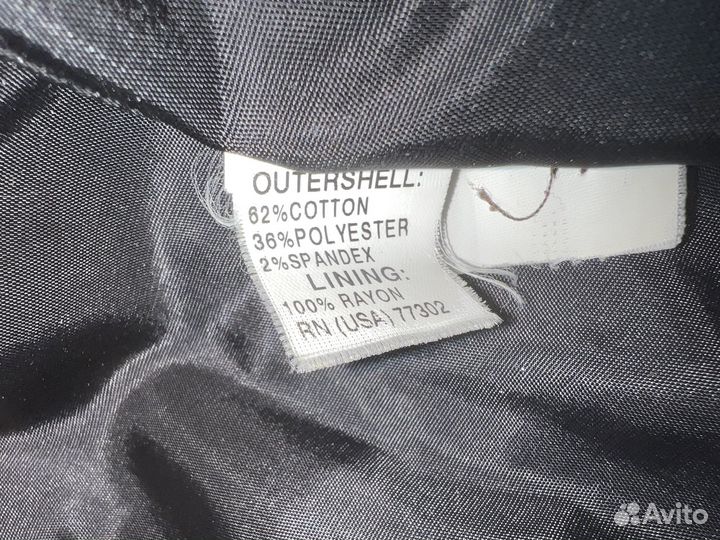 OUTERSHELL:
62%COTTON
36%POLYESTER
2%SPANDEX
LINING:
100% RAYON
RN (USA) 77302
Avito